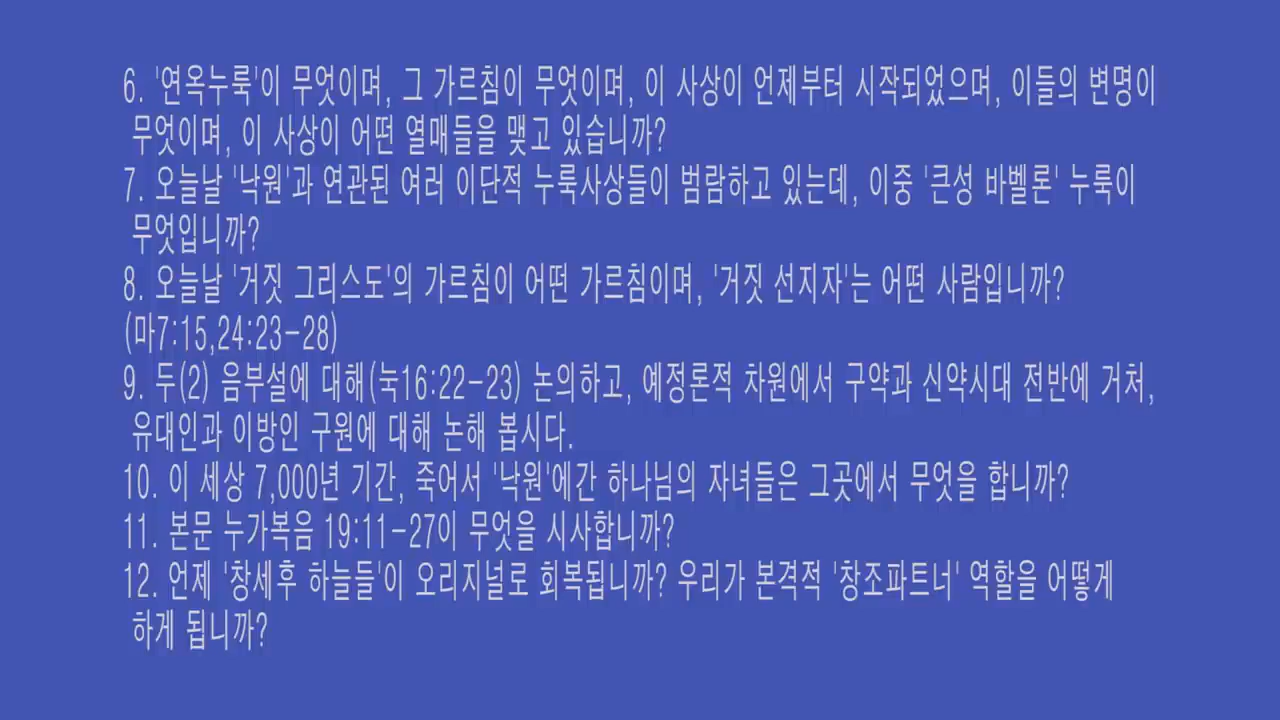 6. '연옥누룩'이 무엇이며, 그 가르침이 무엇이며, 이 사상이 언제부터 시작되었으며, 이들의 변명이
무엇이며, 이 사상이 어떤 열매들을 맺고 있습니까?
7. 오늘날 '낙원'과 연관된 여러 이단적 누룩사상들이 범람하고 있는데, 이중 '큰성 바벨론' 누룩이
무엇입니까?
8. 오늘날 '거짓 그리스도'의 가르침이 어떤 가르침이며, '거짓 선지자'는 어떤 사람입니까?
(마7:15,24:23-28)
9. 두(2) 음부설에 대해(눅16:22-23) 논의하고, 예정론적 차원에서 구약과 신약시대 전반에 거쳐,
유대인과 이방인 구원에 대해 논해 봅시다.
10. 이 세상 7,000년 기간, 죽어서 '낙원'에간 하나님의 자녀들은 그곳에서 무엇을 합니까?
11. 본문 누가복음 19:11-27이 무엇을 시사합니까?
12. 언제 '창세후 하늘들'이 오리지널로 회복됩니까? 우리가 본격적 '창조파트너' 역할을 어떻게
하게 됩니까?